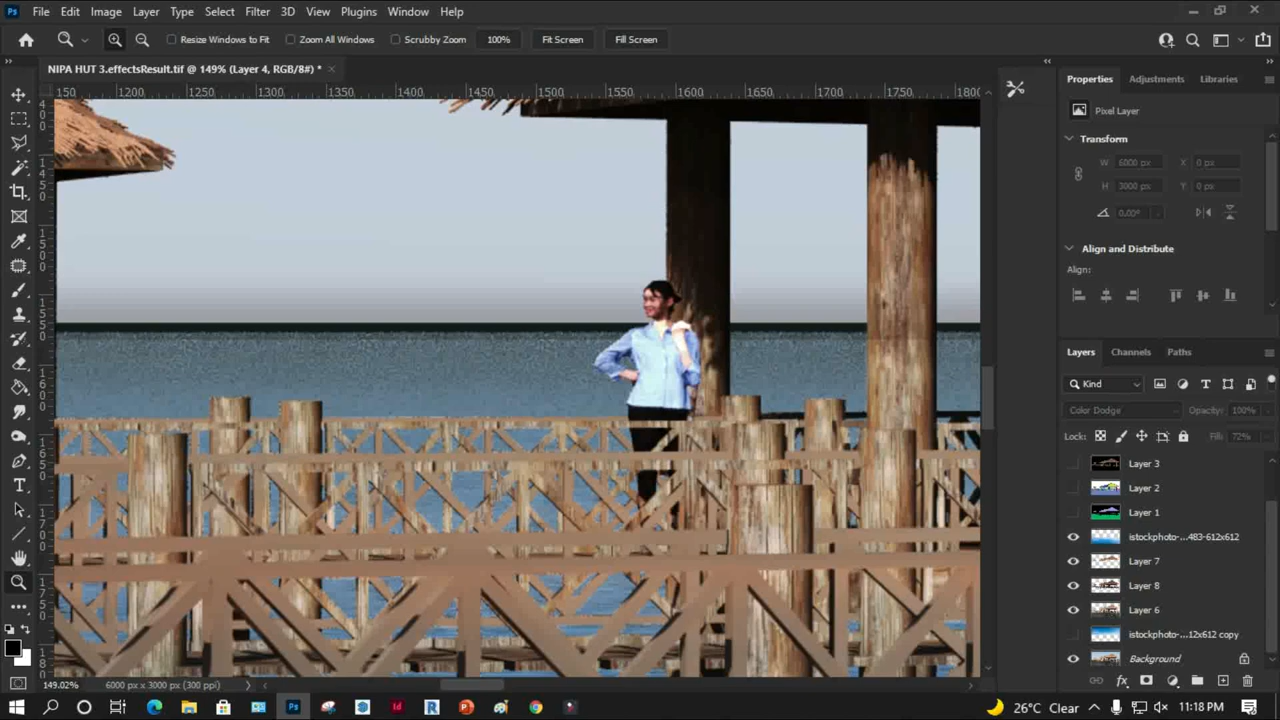 Ps File Edit Image Layer Type Select Filter 3D View Plugins Window Help
Resize Windows to Fit Zoom All Windows Scrubby Zoom 100% Fit Screen Fill Screen
NIPA HUT 3.effectsResult.tif @ 149% (Layer 4, RGB/8#) *
1200 1250 1300 1350 1400 1450 1500 1550 1600 1650 1700 1750 1800
Properties Adjustments Libraries
Pixel Layer
Transform
W 6000 px X 0 px
H 3000 px Y 0 px
0.00°
Align and Distribute
Align:
Layers Channels Paths
Kind
Color Dodge Opacity: 100%
Lock: Fill: 72%
Layer 3
Layer 2
Layer 1
istockphoto-...483-612x612
Layer 7
Layer 8
Layer 6
istockphoto-...12x612 copy
Background
149.02% 6000 px x 3000 px (300 ppi)
26°C Clear 11:18 PM